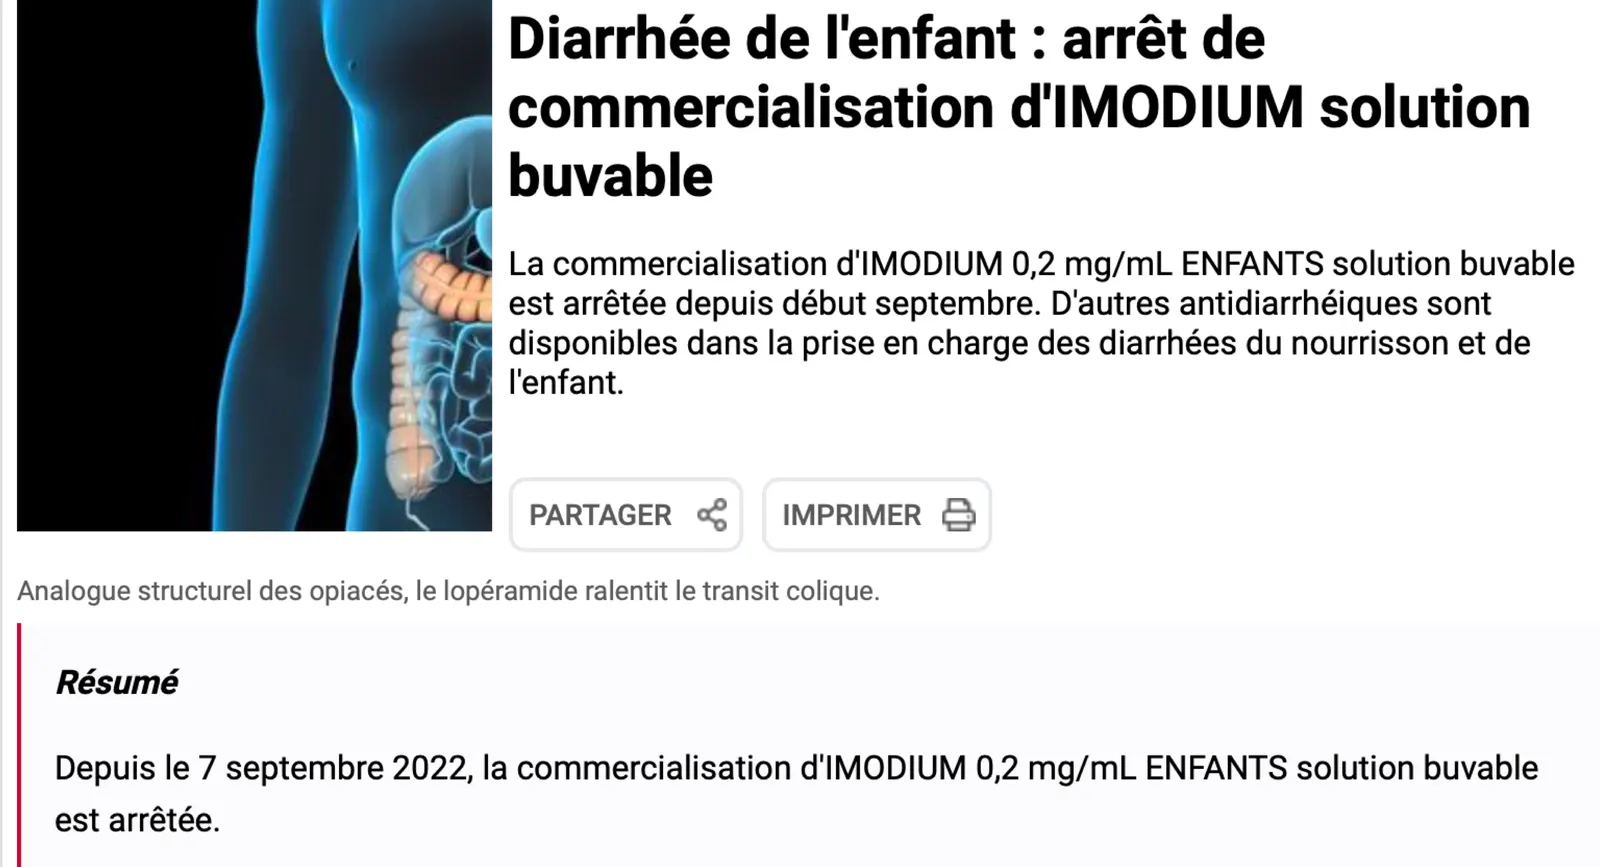 Diarrhée de l'enfant : arrêt de
commercialisation d'IMODIUM solution
buvable
La commercialisation d'IMODIUM 0,2 mg/mL ENFANTS solution buvable
est arrêtée depuis début septembre. D'autres antidiarrhéiques sont
disponibles dans la prise en charge des diarrhées du nourrisson et de
l'enfant.
PARTAGER
IMPRIMER
Analogue structurel des opiacés, le lopéramide ralentit le transit colique.
Résumé
Depuis le 7 septembre 2022, la commercialisation d'IMODIUM 0,2 mg/mL ENFANTS solution buvable
est arrêtée.